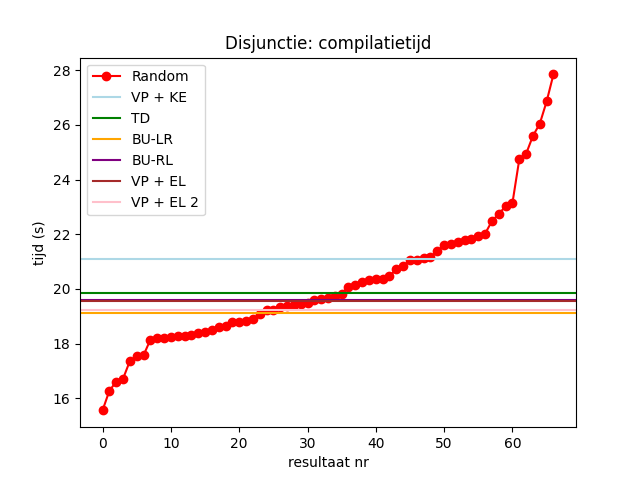 Disjunctie: compilatietijd
Random
VP + KE
TD
BU-LR
BU-RL
VP + EL
VP + EL 2
tijd (s)
28
26
24
22
20
18
16
0 10 20 30 40 50 60
resultaat nr